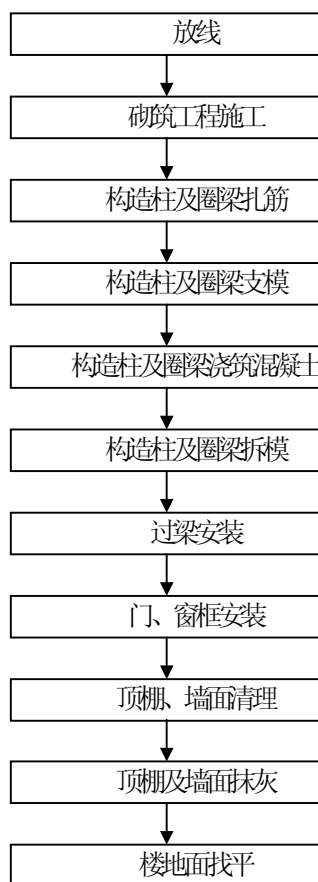 放线
砌筑工程施工
构造柱及圈梁扎筋
构造柱及圈梁支模
构造柱及圈梁浇筑混凝土
构造柱及圈梁拆模
过梁安装
门、窗框安装
顶棚、墙面清理
顶棚及墙面抹灰
楼地面找平